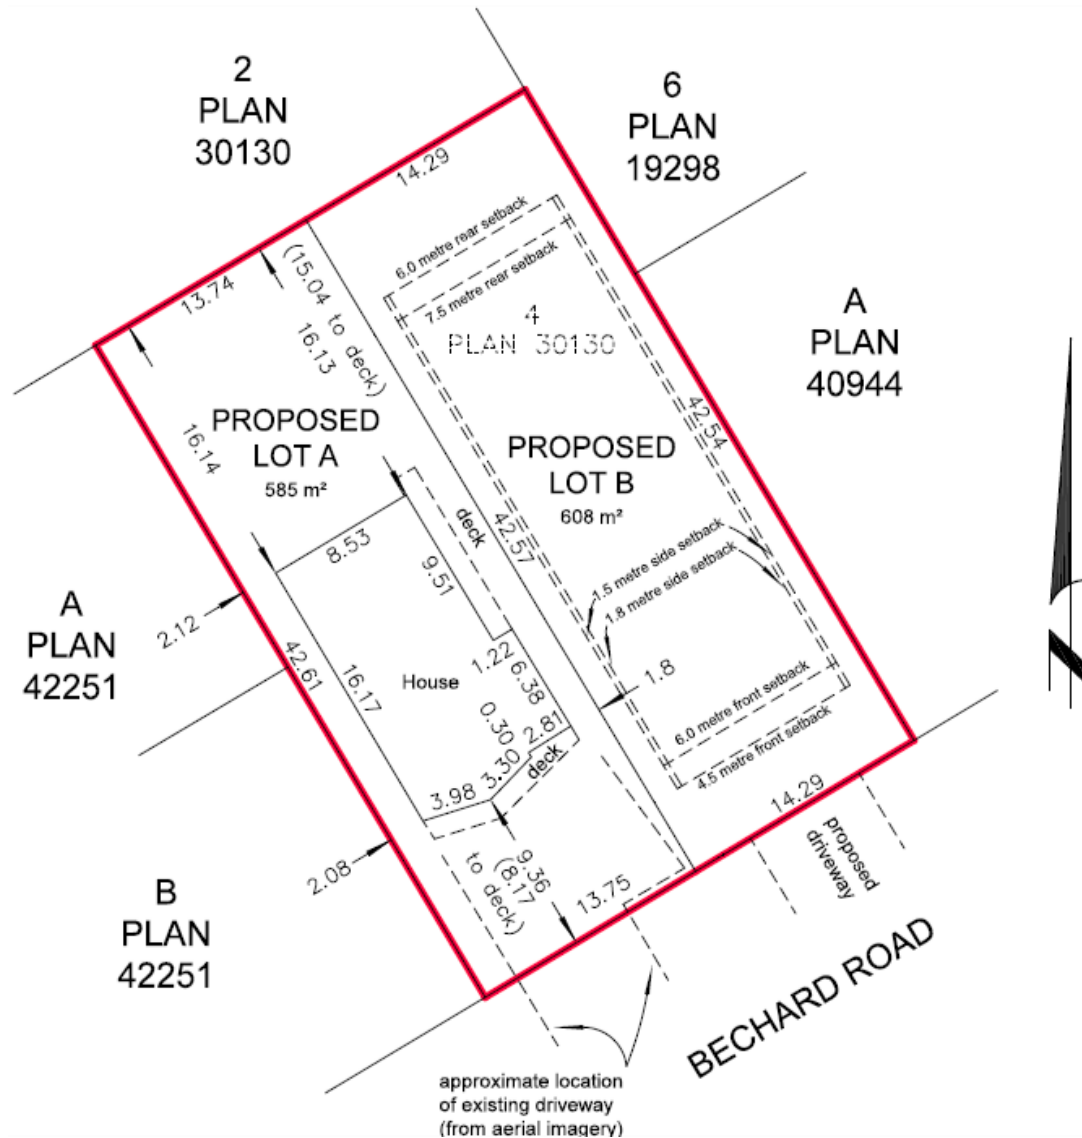 2
PLAN
30130
6
PLAN
19298
14.29
13.74
(15.04 to deck)
16.13
6.0 metre rear setback
7.5 metre rear setback
4
PLAN 30130
A
PLAN
40944
16.14
PROPOSED
LOT A
585 m²
PROPOSED
LOT B
608 m²
42.54
42.57
deck
8.53
9.51
1.5 metre side setback
1.8 metre side setback
A
PLAN
42251
2.12
42.61
16.17
House
1.22
6.38
0.30
2.81
3.30
deck
3.98
1.8
6.0 metre front setback
4.5 metre front setback
14.29
proposed
driveway
B
PLAN
42251
2.08
9.36
(8.17
to deck)
13.75
BECHARD ROAD
approximate location
of existing driveway
(from aerial imagery)